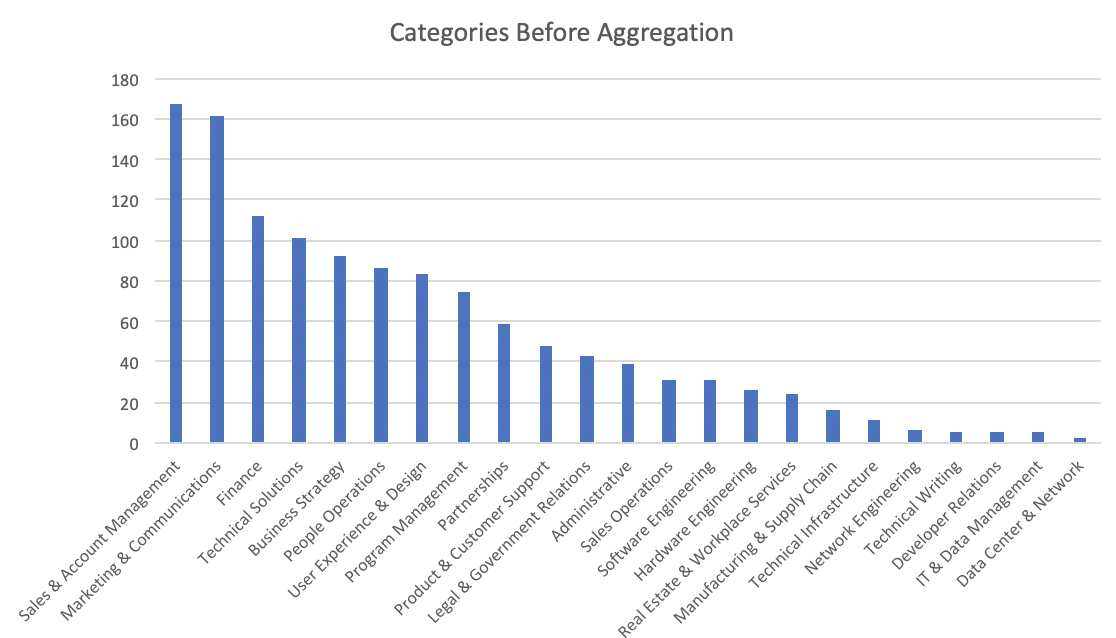 Categories Before Aggregation
180
160
140
120
100
80
60
40
20
0
Sales & Account Management
Marketing & Communications
Finance
Technical Solutions
Business Strategy
People Operations
User Experience & Design
Program Management
Partnerships
Product & Customer Support
Legal & Government Relations
Administrative
Sales Operations
Software Engineering
Hardware Engineering
Real Estate & Workplace Services
Manufacturing & Supply Chain
Technical Infrastructure
Network Engineering
Technical Writing
Developer Relations
IT & Data Management
Data Center & Network